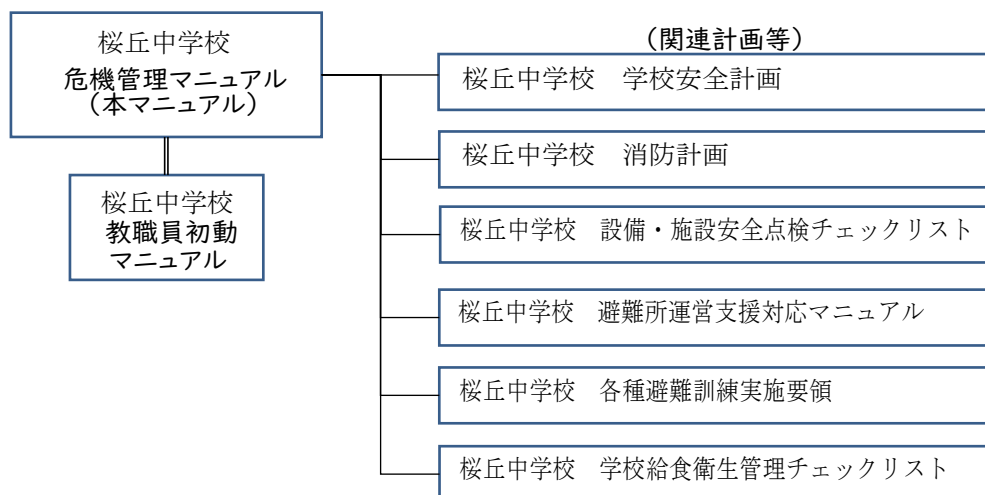 桜丘中学校
危機管理マニュアル
(本マニュアル)
桜丘中学校
教職員初動
マニュアル
(関連計画等)
桜丘中学校 学校安全計画
桜丘中学校 消防計画
桜丘中学校 設備・施設安全点検チェックリスト
桜丘中学校 避難所運営支援対応マニュアル
桜丘中学校 各種避難訓練実施要領
桜丘中学校 学校給食衛生管理チェックリスト